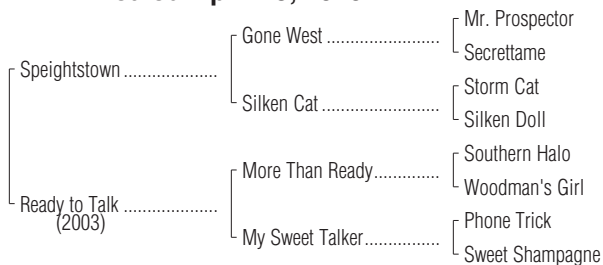 Mr. Prospector
Gone West
Secrettame
Speightstown
Storm Cat
Silken Cat
Silken Doll
Southern Halo
More Than Ready
Woodman's Girl
Ready to Talk
(2003)
Phone Trick
My Sweet Talker
Sweet Shampagne